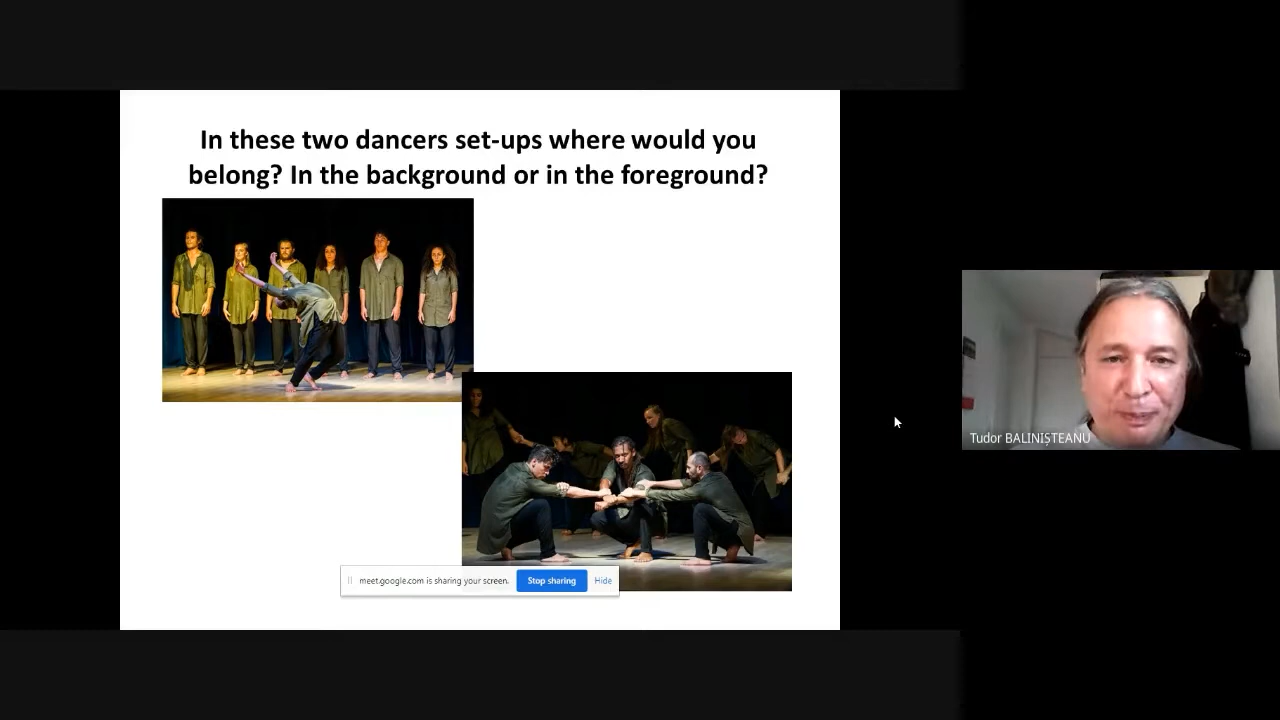 In these two dancers set-ups where would you
belong? In the background or in the foreground?
meet.google.com is sharing your screen.
Stop sharing
Hide
Tudor BALINIȘTEANU